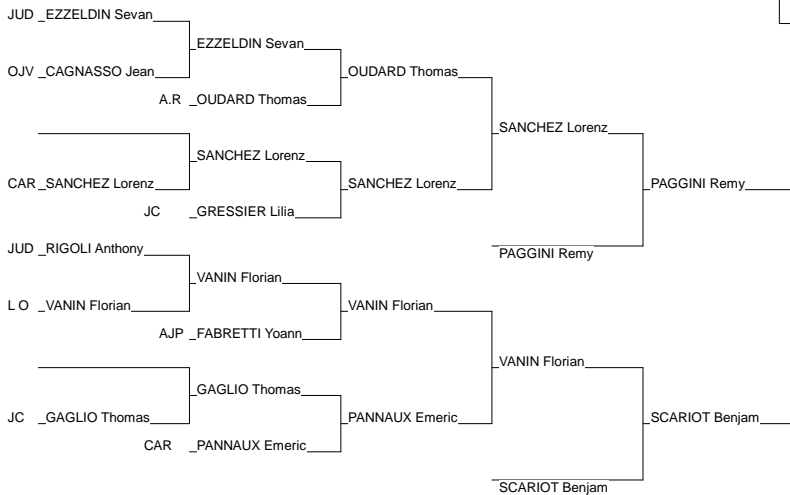 JUD EZZELDIN Sevan
EZZELDIN Sevan
OJV CAGNASSO Jean
OUDARD Thomas
A.R OUDARD Thomas
SANCHEZ Lorenz
SANCHEZ Lorenz
CAR SANCHEZ Lorenz
SANCHEZ Lorenz
PAGGINI Remy
JC GRESSIER Lilia
JUD RIGOLI Anthony
PAGGINI Remy
VANIN Florian
L O VANIN Florian
VANIN Florian
AJP FABRETTI Yoann
VANIN Florian
GAGLIO Thomas
JC GAGLIO Thomas
PANNAUX Emeric
SCARIOT Benjam
CAR PANNAUX Emeric
SCARIOT Benjam